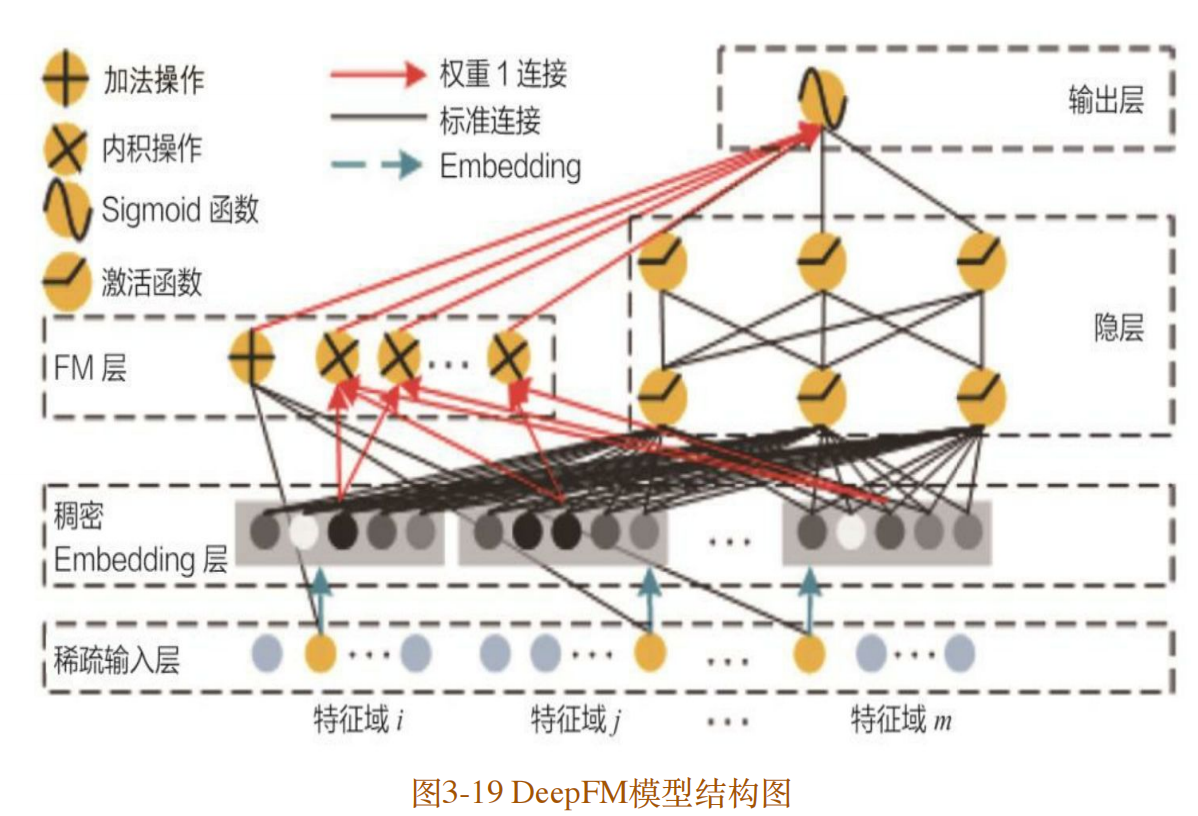 加法操作
内积操作
Sigmoid 函数
激活函数
权重 1 连接
标准连接
Embedding
输出层
隐层
FM 层
稠密
Embedding 层
稀疏输入层
特征域 i
特征域 j
...
特征域 m
图3-19 DeepFM模型结构图